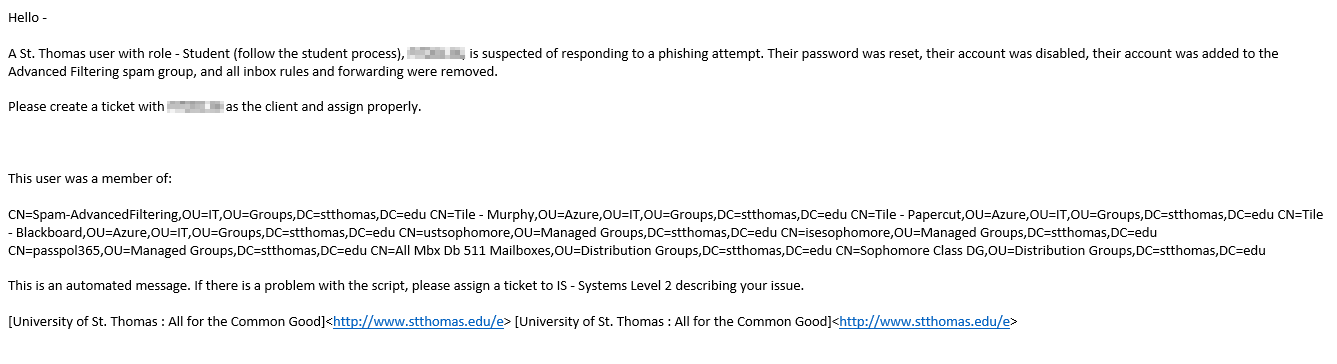 Hello -
A St. Thomas user with role - Student (follow the student process), is suspected of responding to a phishing attempt. Their password was reset, their account was disabled, their account was added to the
Advanced Filtering spam group, and all inbox rules and forwarding were removed.
Please create a ticket with as the client and assign properly.
This user was a member of:
CN=Spam-AdvancedFiltering,OU=IT,OU=Groups,DC=stthomas,DC=edu CN=Tile - Murphy,OU=Azure,OU=IT,OU=Groups,DC=stthomas,DC=edu CN=Tile - Papercut,OU=Azure,OU=IT,OU=Groups,DC=stthomas,DC=edu CN=Tile
- Blackboard,OU=Azure,OU=IT,OU=Groups,DC=stthomas,DC=edu CN=ustsophomore,OU=Managed Groups,DC=stthomas,DC=edu CN=isesophomore,OU=Managed Groups,DC=stthomas,DC=edu
CN=passpol365,OU=Managed Groups,DC=stthomas,DC=edu CN=All Mbx Db 511 Mailboxes,OU=Distribution Groups,DC=stthomas,DC=edu CN=Sophomore Class DG,OU=Distribution Groups,DC=stthomas,DC=edu
This is an automated message. If there is a problem with the script, please assign a ticket to IS - Systems Level 2 describing your issue.
[University of St. Thomas : All for the Common Good]<http://www.stthomas.edu/e> [University of St. Thomas : All for the Common Good]<http://www.stthomas.edu/e>